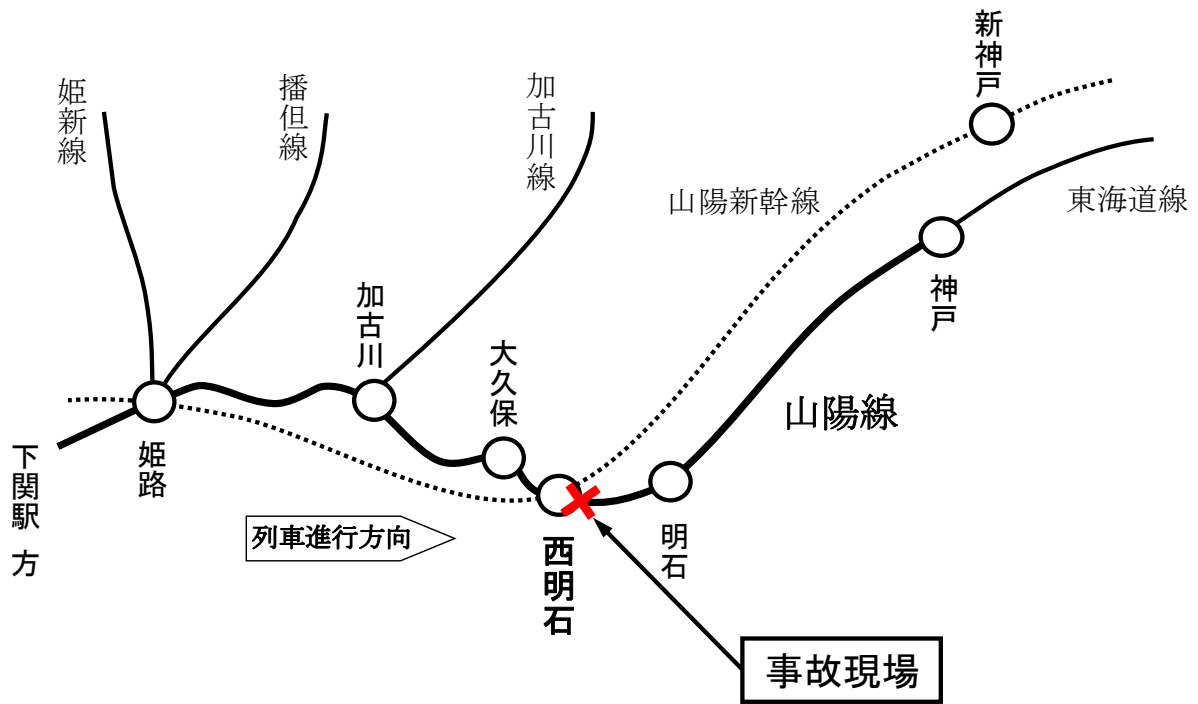 新神戸
姫新線
播但線
加古川線
山陽新幹線
東海道線
神戸
加古川
大久保
山陽線
姫路
下関駅 方
列車進行方向
西明石
明石
事故現場